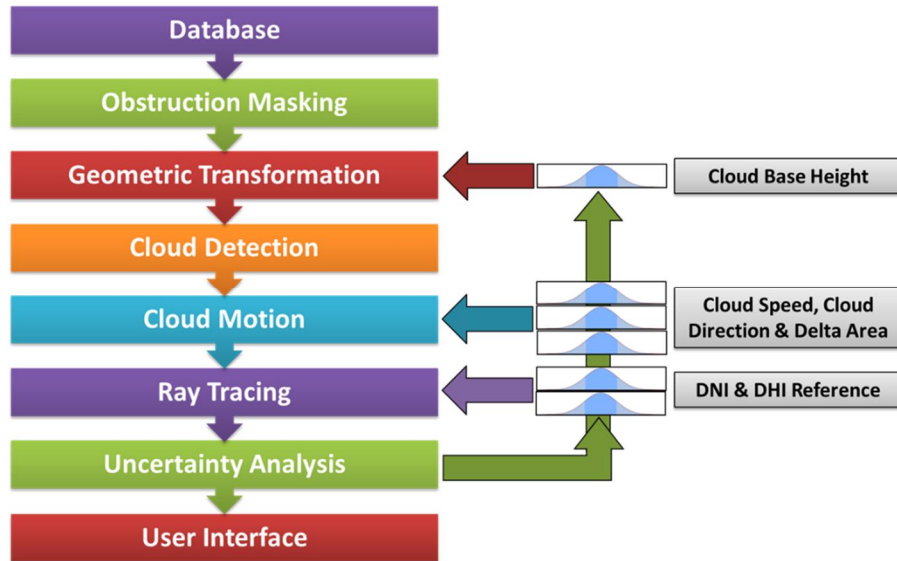 Database
Obstruction Masking
Geometric Transformation
Cloud Base Height
Cloud Detection
Cloud Motion
Cloud Speed, Cloud
Direction & Delta Area
Ray Tracing
DNI & DHI Reference
Uncertainty Analysis
User Interface